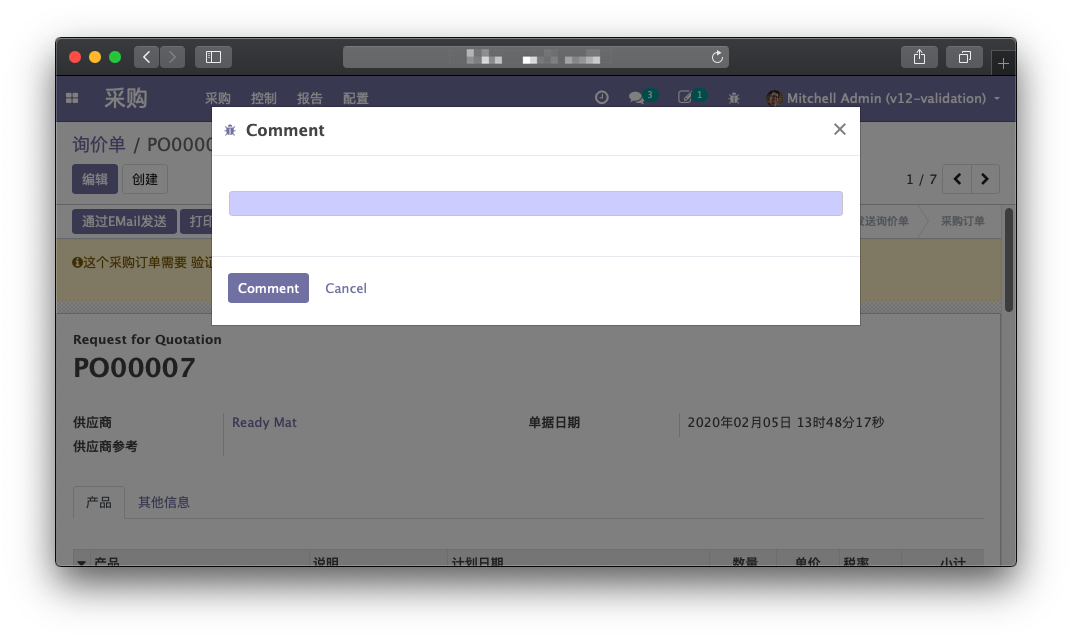 采购 采购 控制 报告 配置 3 1 Mitchell Admin (v12-validation)
Comment
询价单 / PO0000
编辑 创建 1 / 7
通过EMail发送 打印 发送询价单 采购订单
这个采购订单需要 验证
Comment Cancel
Request for Quotation
PO00007
供应商 Ready Mat 单据日期 2020年02月05日 13时48分17秒
供应商参考
产品 其他信息
产品 说明 计划日期 数量 单价 税率 小计